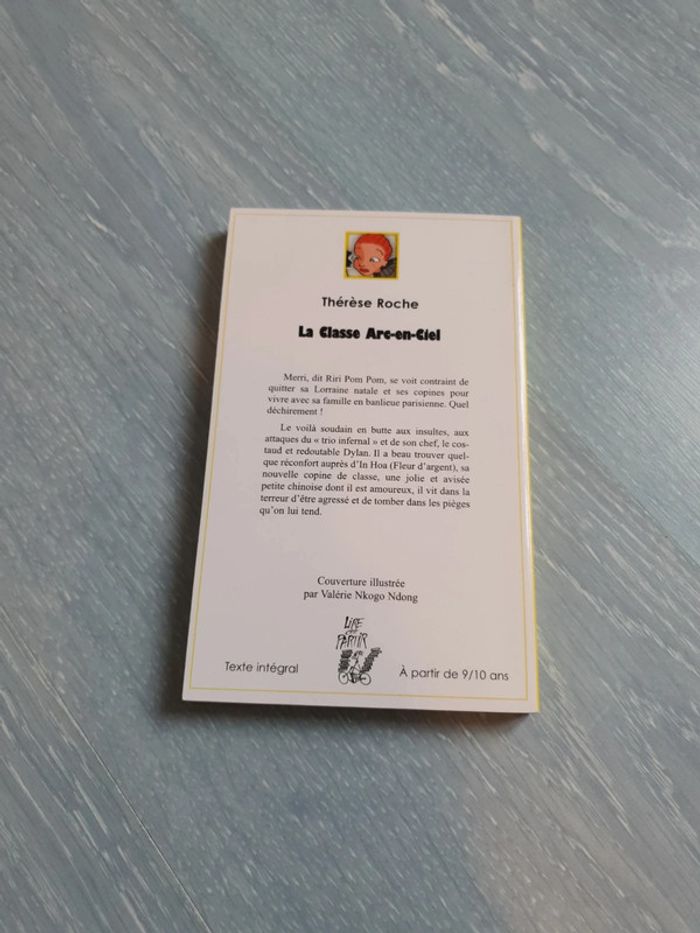 Thérèse Roche
La Classe Arc-en-Ciel
Merri, dit Riri Pom Pom, se voit contraint de
quitter sa Lorraine natale et ses copines pour
vivre avec sa famille en banlieue parisienne. Quel
déchirement !
Le voilà soudain en butte aux insultes, aux
attaques du « trio infernal » et de son chef, le cos-
taud et redoutable Dylan. Il a beau trouver quel-
que réconfort auprès d'In Hoa (Fleur d'argent), sa
nouvelle copine de classe, une jolie et avisée
petite chinoise dont il est amoureux, il vit dans la
terreur d'être agressé et de tomber dans les pièges
qu'on lui tend.
Couverture illustrée
par Valérie Nkogo Ndong
LIRE
c'est
PARTIR
Texte intégral
À partir de 9/10 ans